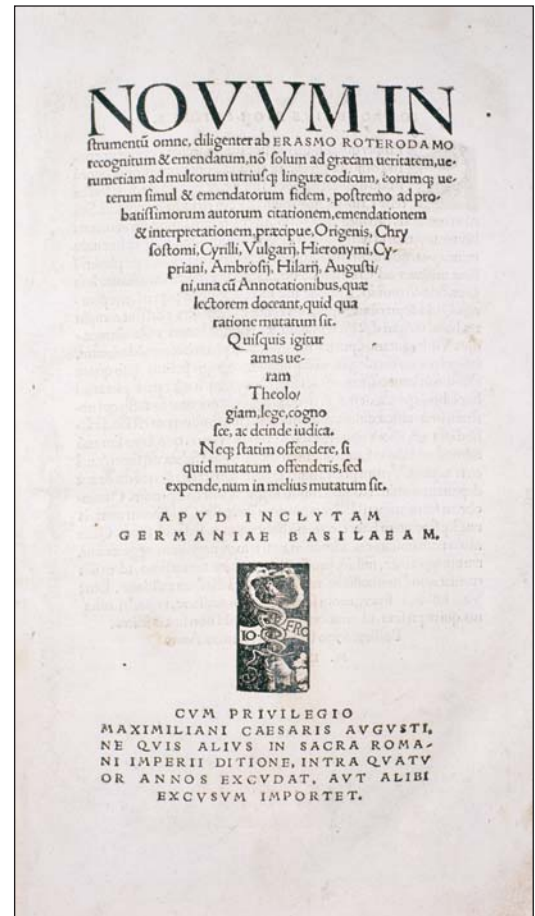 NOVVM IN
strumentũ omne, diligenter ab ERASMO ROTERODAMO
recognitum & emendatum, nõ solum ad græcam ueritatem, ue-
rumetiam ad multorum utriusq; linguæ codicum, eorumq; ue-
terum simul & emendatorum fidem, postremo ad pro-
batissimorum autorum citationem, emendationem
& interpretationem, præcipue, Origenis, Chry
sostomi, Cyrilli, Vulgarij, Hieronymi, Cy-
priani, Ambrosij, Hilarij, Augusti/
ni, una cũ Annotationibus, quæ
lectorem doceant, quid qua
ratione mutatum sit.
Quisquis igitur
amas ue-
ram
Theolo/
giam, lege, cogno
sce, ac deinde iudica.
Neq; statim offendere, si
quid mutatum offenderis, sed
expende, num in melius mutatum sit.
APVD INCLYTAM
GERMANIAE BASILAEAM.
IO FRO
CVM PRIVILEGIO
MAXIMILIANI CAESARIS AVGVSTI,
NE QVIS ALIVS IN SACRA ROMA-
NI IMPERII DITIONE, INTRA QVATV
OR ANNOS EXCVDAT, AVT ALIBI
EXCVSVM IMPORTET.